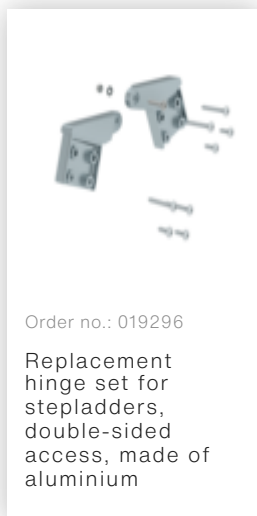 Order no.: 019296
Replacement
hinge set for
stepladders,
double-sided
access, made of
aluminium